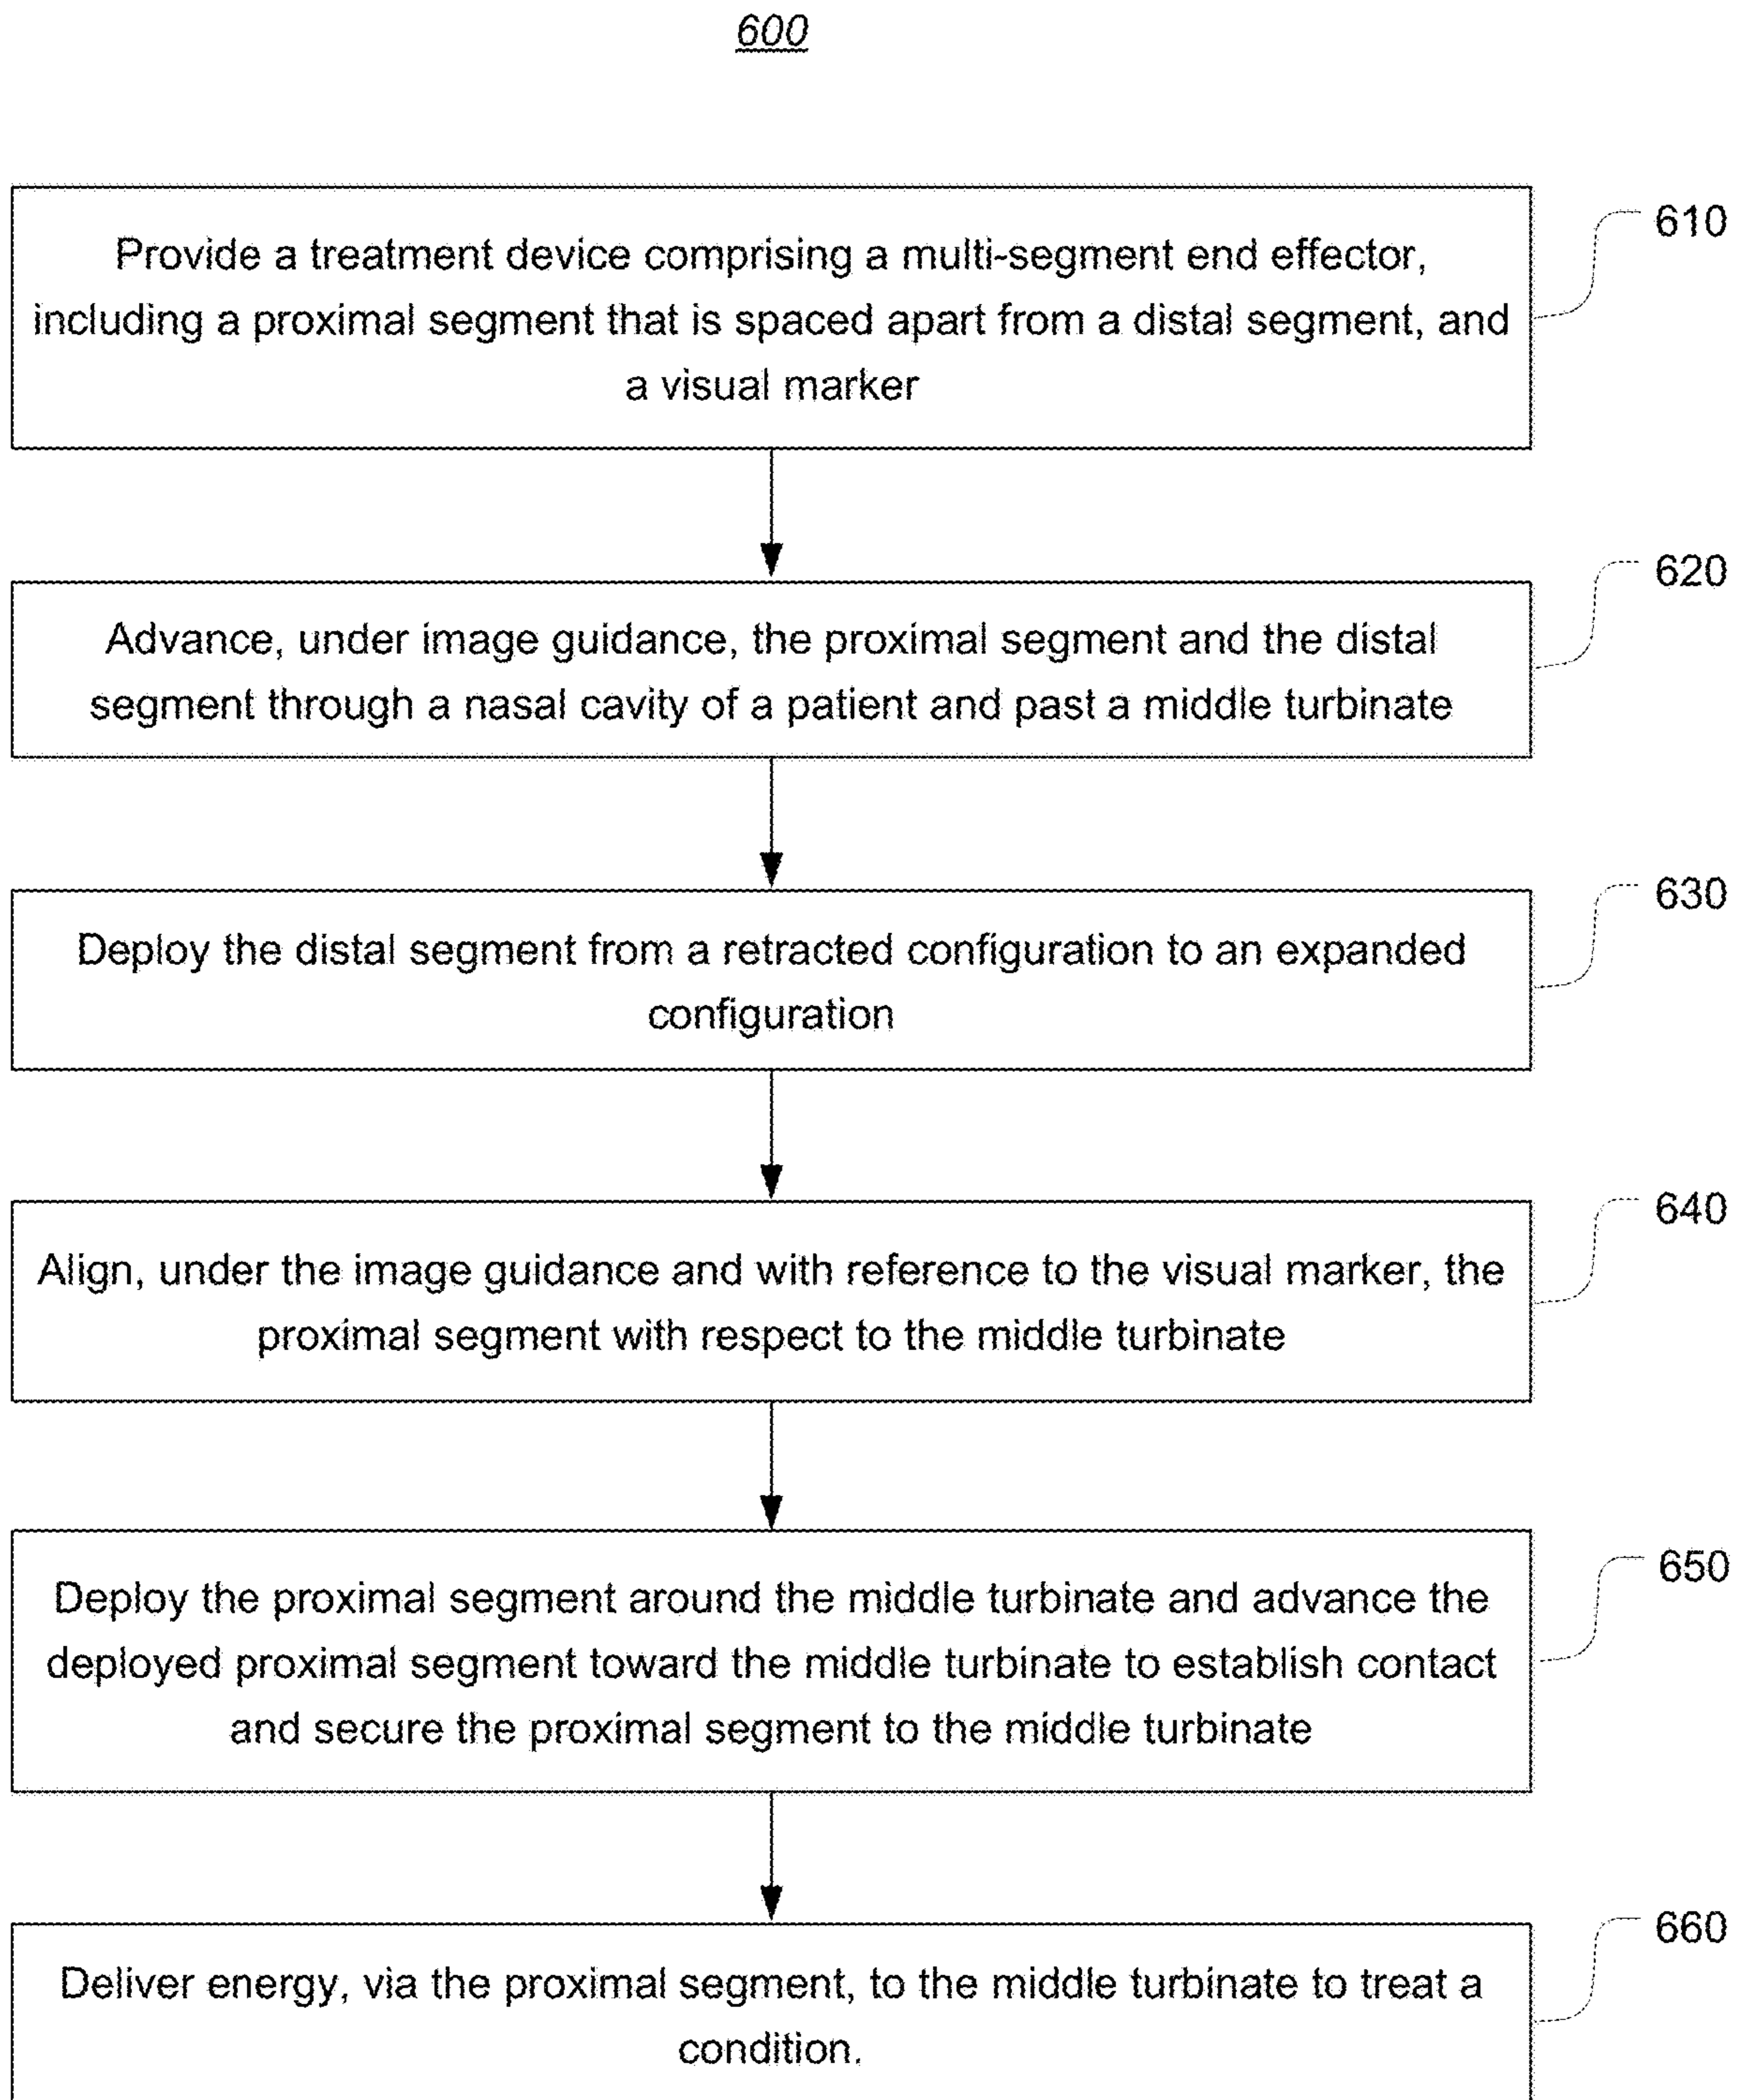 600
Provide a treatment device comprising a multi-segment end effector,
including a proximal segment that is spaced apart from a distal segment, and
a visual marker
610
Advance, under image guidance, the proximal segment and the distal
segment through a nasal cavity of a patient and past a middle turbinate
620
Deploy the distal segment from a retracted configuration to an expanded
configuration
630
Align, under the image guidance and with reference to the visual marker, the
proximal segment with respect to the middle turbinate
640
Deploy the proximal segment around the middle turbinate and advance the
deployed proximal segment toward the middle turbinate to establish contact
and secure the proximal segment to the middle turbinate
650
Deliver energy, via the proximal segment, to the middle turbinate to treat a
condition.
660